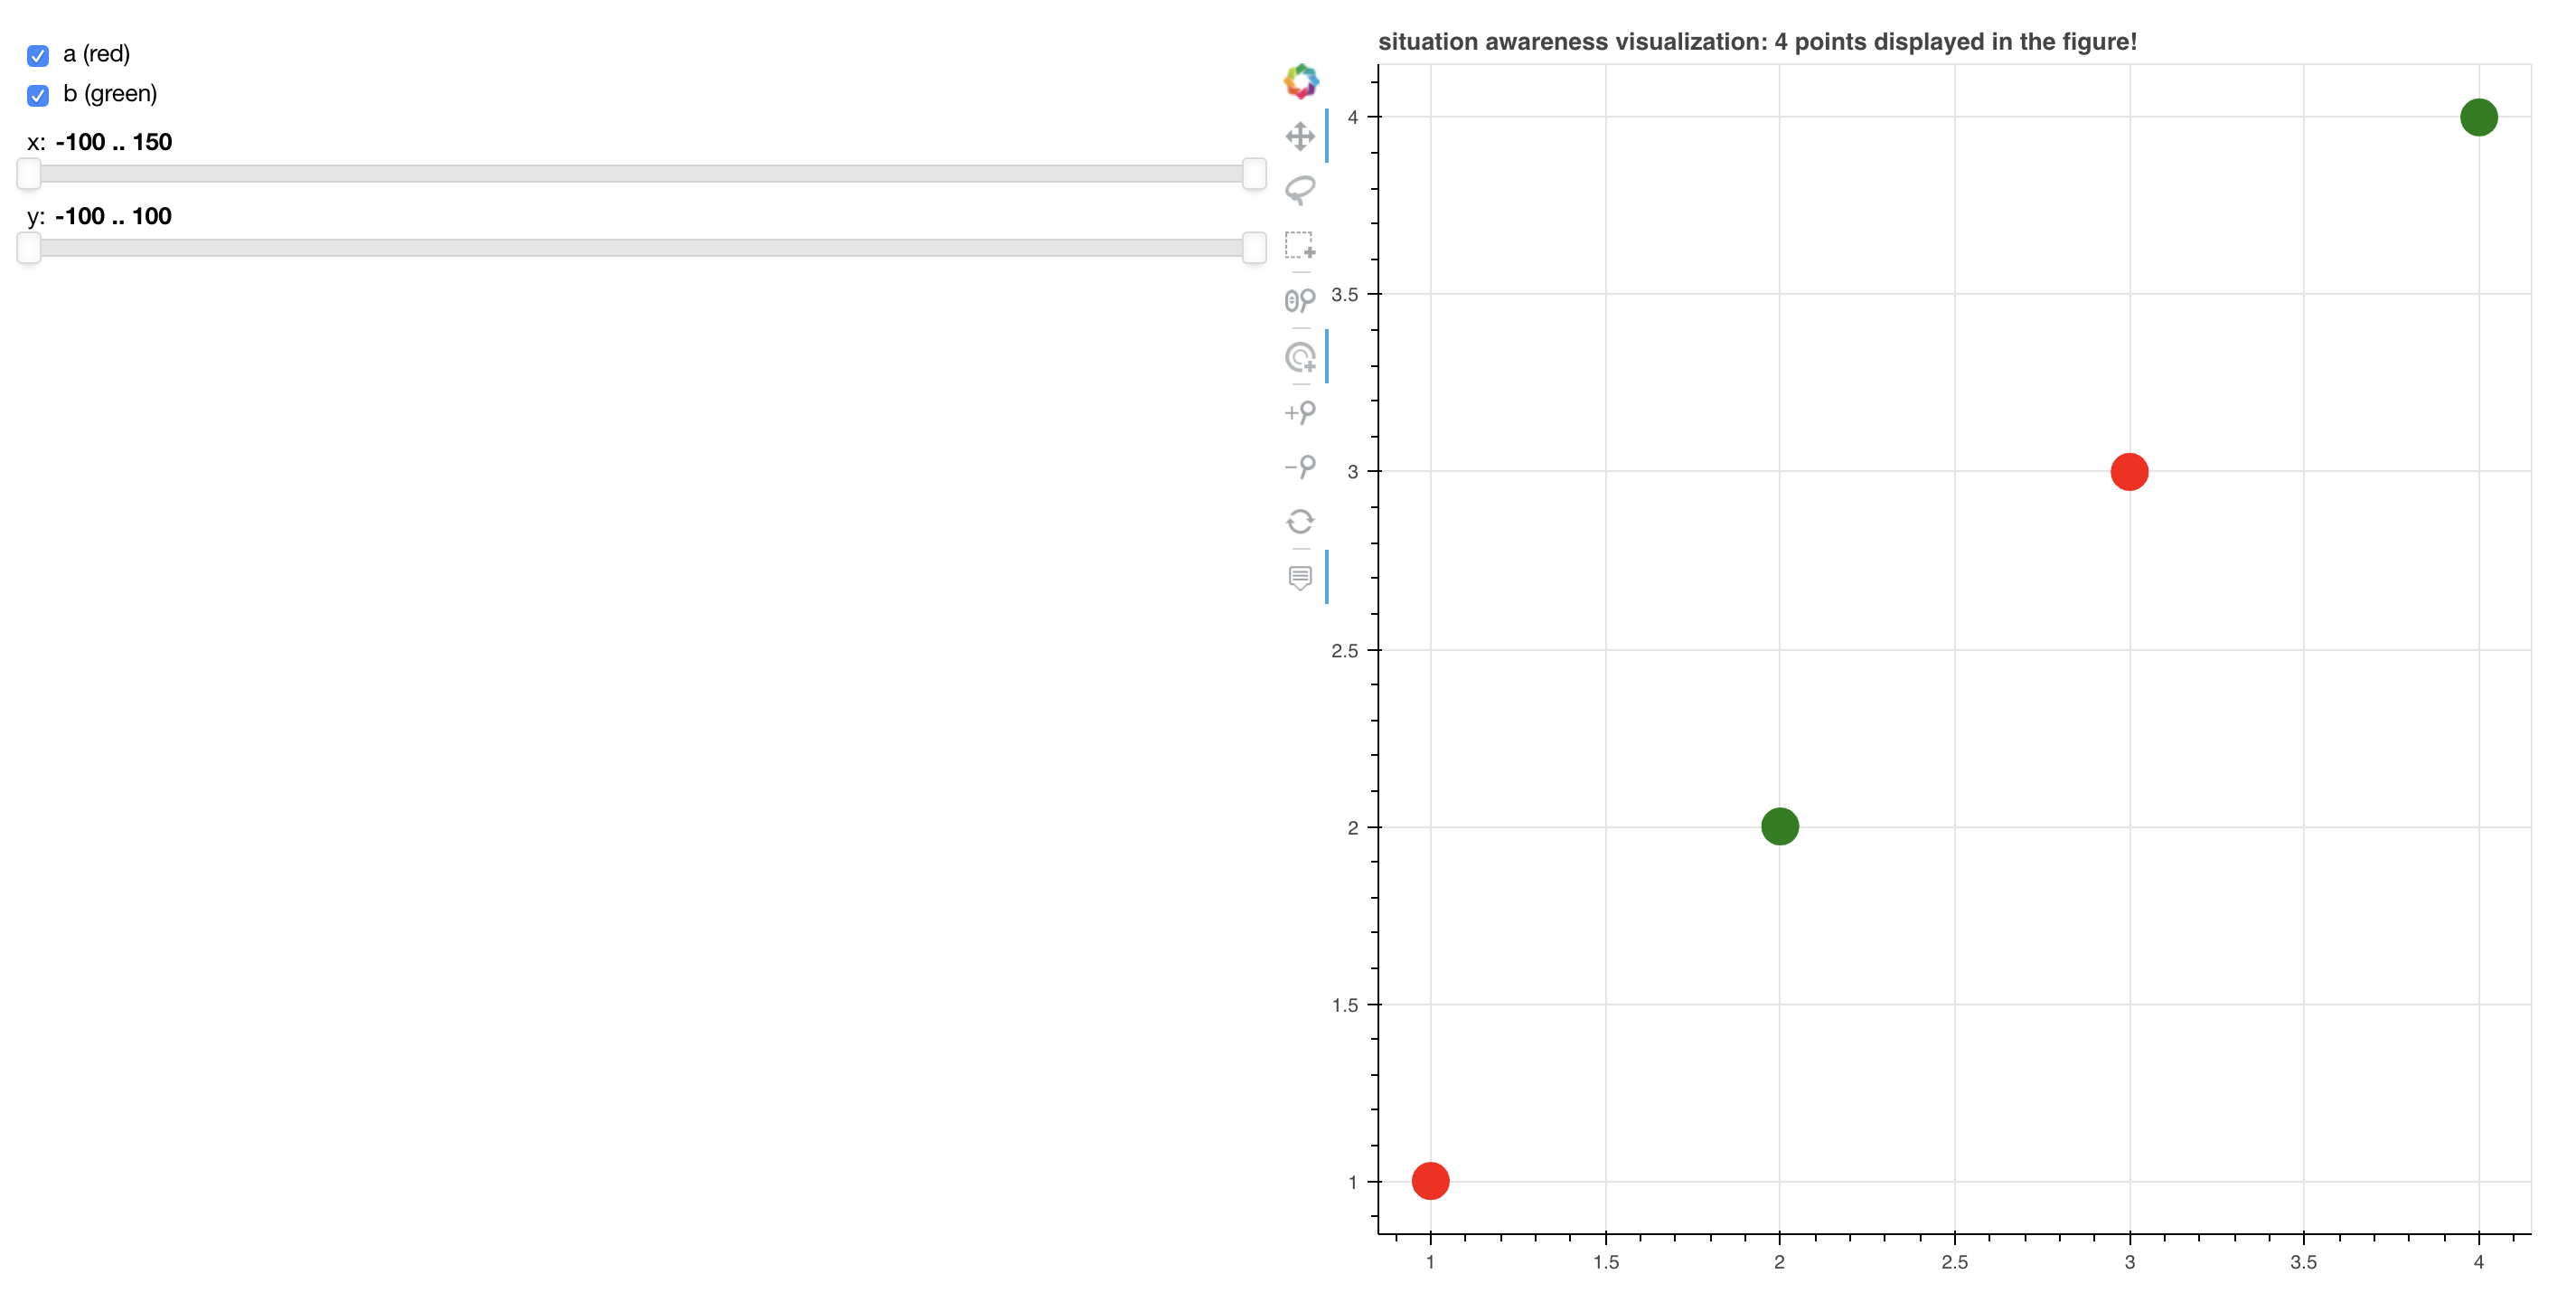 a (red)
b (green)
x: -100 .. 150
y: -100 .. 100
situation awareness visualization: 4 points displayed in the figure!
4
3.5
3
2.5
2
1.5
1
1 1.5 2 2.5 3 3.5 4